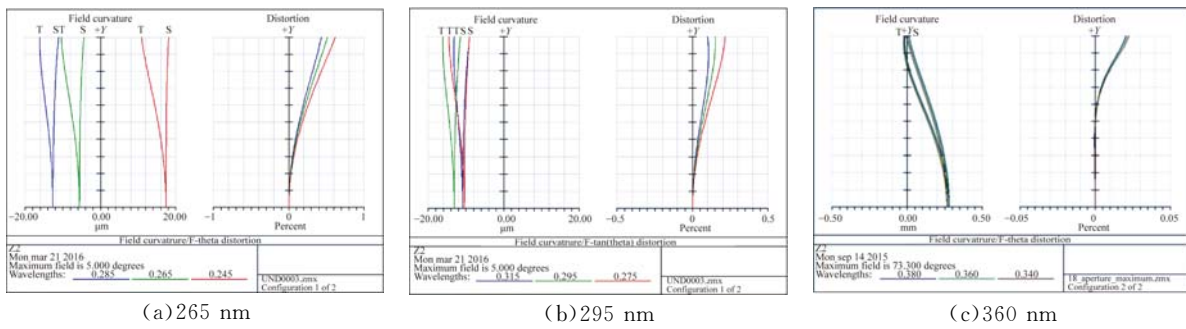 Field curvature
Distortion
T ST S +Y T S
+Y
-20.00 0.00 20.00
μm
-1 0 1
Percent
Field curvatrure/F-theta distortion
Z2
Mon mar 21 2016
Maximum field is 5.000 degrees
Wavelengths: 0.285 0.265 0.245
UND0003.zmx
Configuration 1 of 2
(a)265 nm
Field curvature
Distortion
TTTSS +Y
+Y
-20.00 0.00 20.00
μm
-0.5 0 0.5
Percent
Field curvatrure/F-tan(theta) distortion
Z2
Mon mar 21 2016
Maximum field is 5.000 degrees
Wavelengths: 0.315 0.295 0.275
UND0003.zmx
Configuration 1 of 2
(b)295 nm
Field curvature
Distortion
T+Y S
+Y
-0.50 0.00 0.50
mm
-0.05 0 0.05
Percent
Field curvatrure/F-theta distortion
Z2
Mon sep 14 2015
Maximum field is 73,300 degrees
Wavelengths: 0.380 0.360 0.340
18_aperture_maximum.zmx
Configuration 2 of 2
(c)360 nm